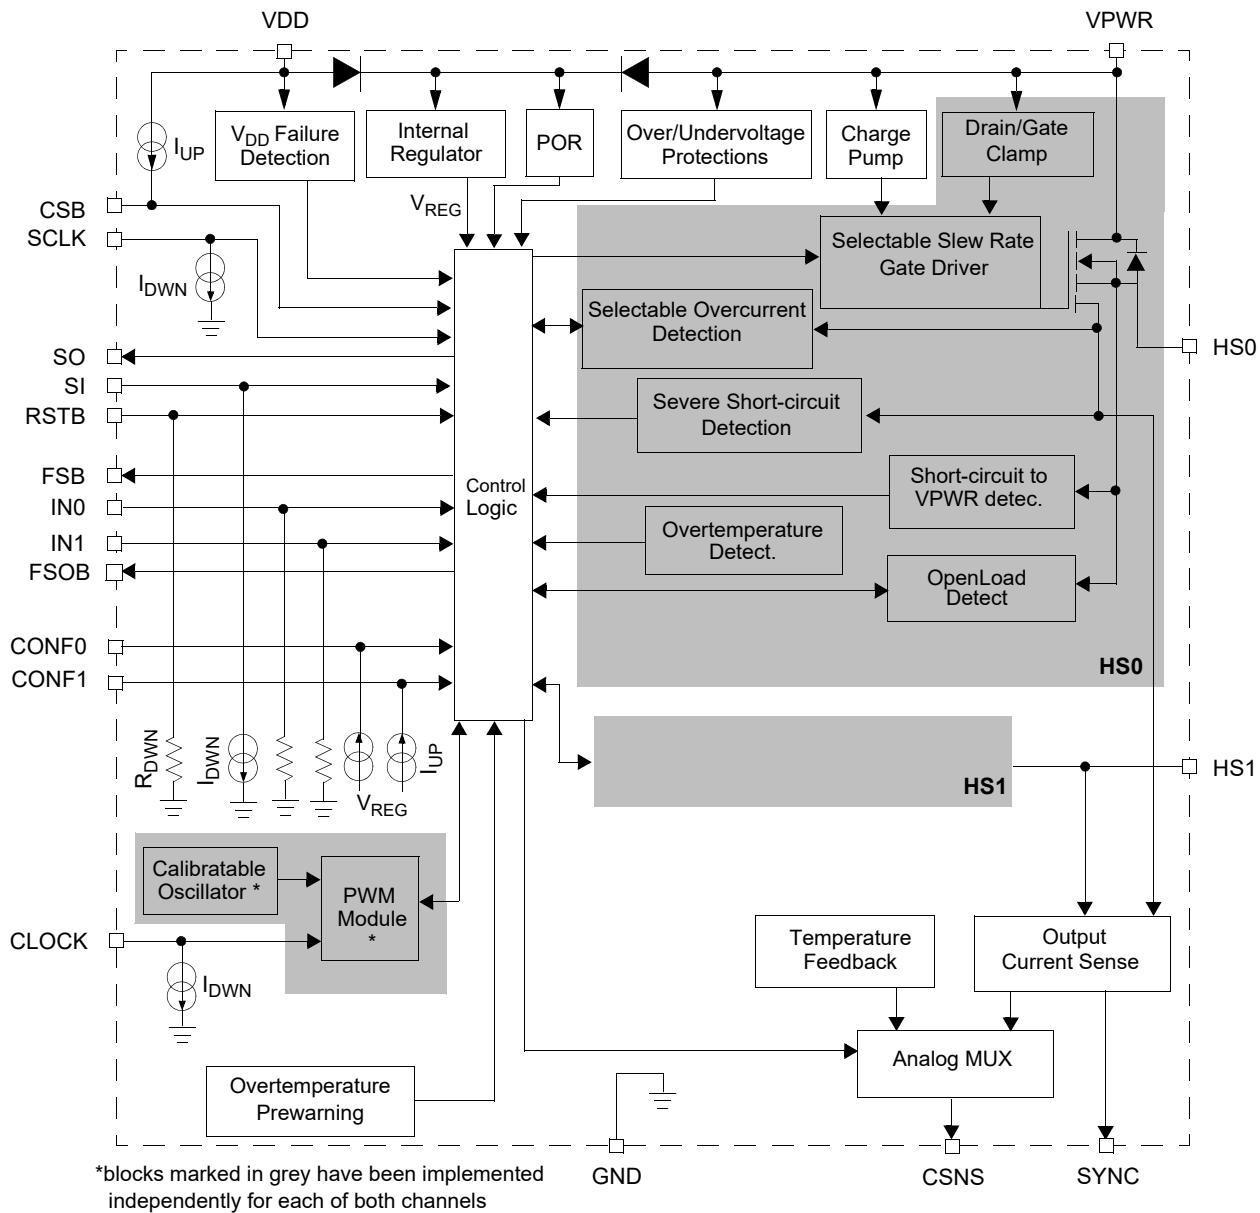 VDD
VPWR
VDD Failure
Detection
Internal
Regulator
POR
Over/Undervoltage
Protections
Charge
Pump
Drain/Gate
Clamp
IUP
VREG
CSB
SCLK
IDWN
Selectable Slew Rate
Gate Driver
Selectable Overcurrent
Detection
SO
SI
RSTB
HS0
Severe Short-circuit
Detection
FSB
IN0
IN1
FSOB
Control
Logic
Short-circuit to
VPWR detec.
Overtemperature
Detect.
OpenLoad
Detect
CONF0
CONF1
HS0
RDWN
IDWN
VREG
IUP
HS1
HS1
Calibratable
Oscillator *
PWM
Module
*
CLOCK
IDWN
Temperature
Feedback
Output
Current Sense
Analog MUX
Overtemperature
Prewarning
GND
CSNS
SYNC
*blocks marked in grey have been implemented
independently for each of both channels